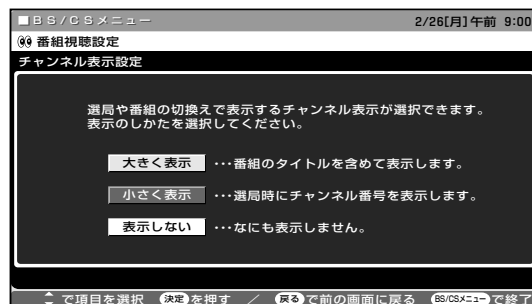 ■BS/CSメニュー 2/26[月]午前 9:00
番組視聴設定
チャンネル表示設定
選局や番組の切換えで表示するチャンネル表示が選択できます。
表示のしかたを選択してください。
大きく表示 ・・・番組のタイトルを含めて表示します。
小さく表示 ・・・選局時にチャンネル番号を表示します。
表示しない ・・・なにも表示しません。
で項目を選択 決定を押す / 戻るで前の画面に戻る BS/CSメニューで終了